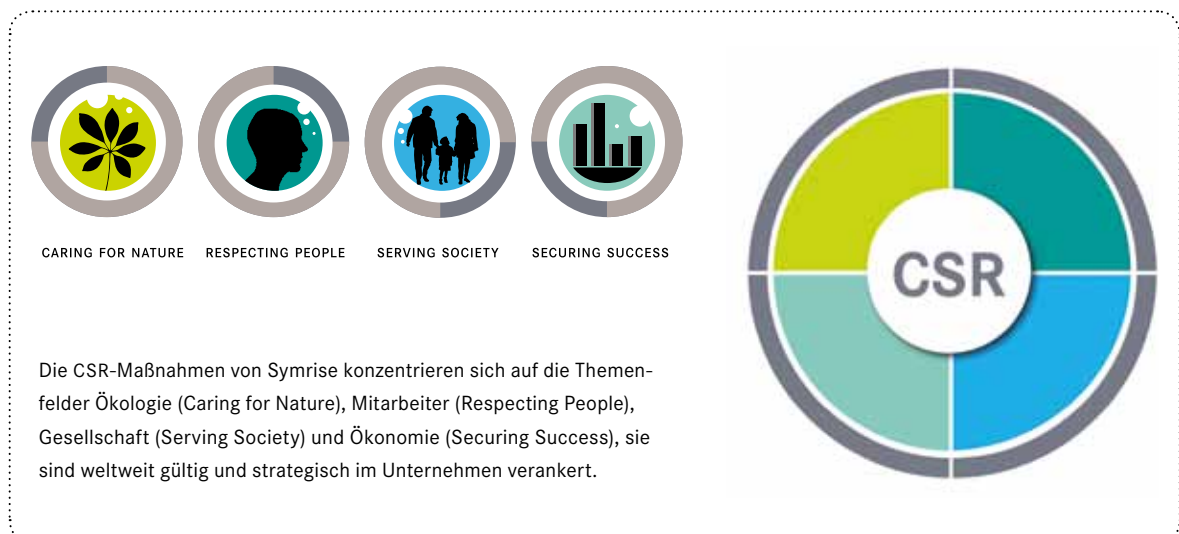 CARING FOR NATURE
RESPECTING PEOPLE
SERVING SOCIETY
SECURING SUCCESS
CSR
Die CSR-Maßnahmen von Symrise konzentrieren sich auf die Themen-
felder Ökologie (Caring for Nature), Mitarbeiter (Respecting People),
Gesellschaft (Serving Society) und Ökonomie (Securing Success), sie
sind weltweit gültig und strategisch im Unternehmen verankert.